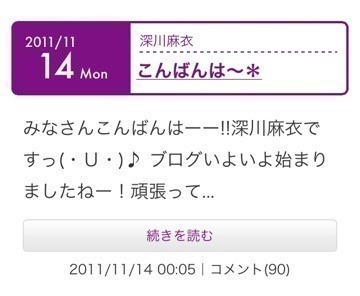 2011/11
14 Mon
深川麻衣
こんばんは〜＊
みなさんこんばんはーー!!深川麻衣で
すっ(・U・)♪ ブログいよいよ始まり
ましたねー！頑張って...
続きを読む
2011/11/14 00:05｜コメント(90)